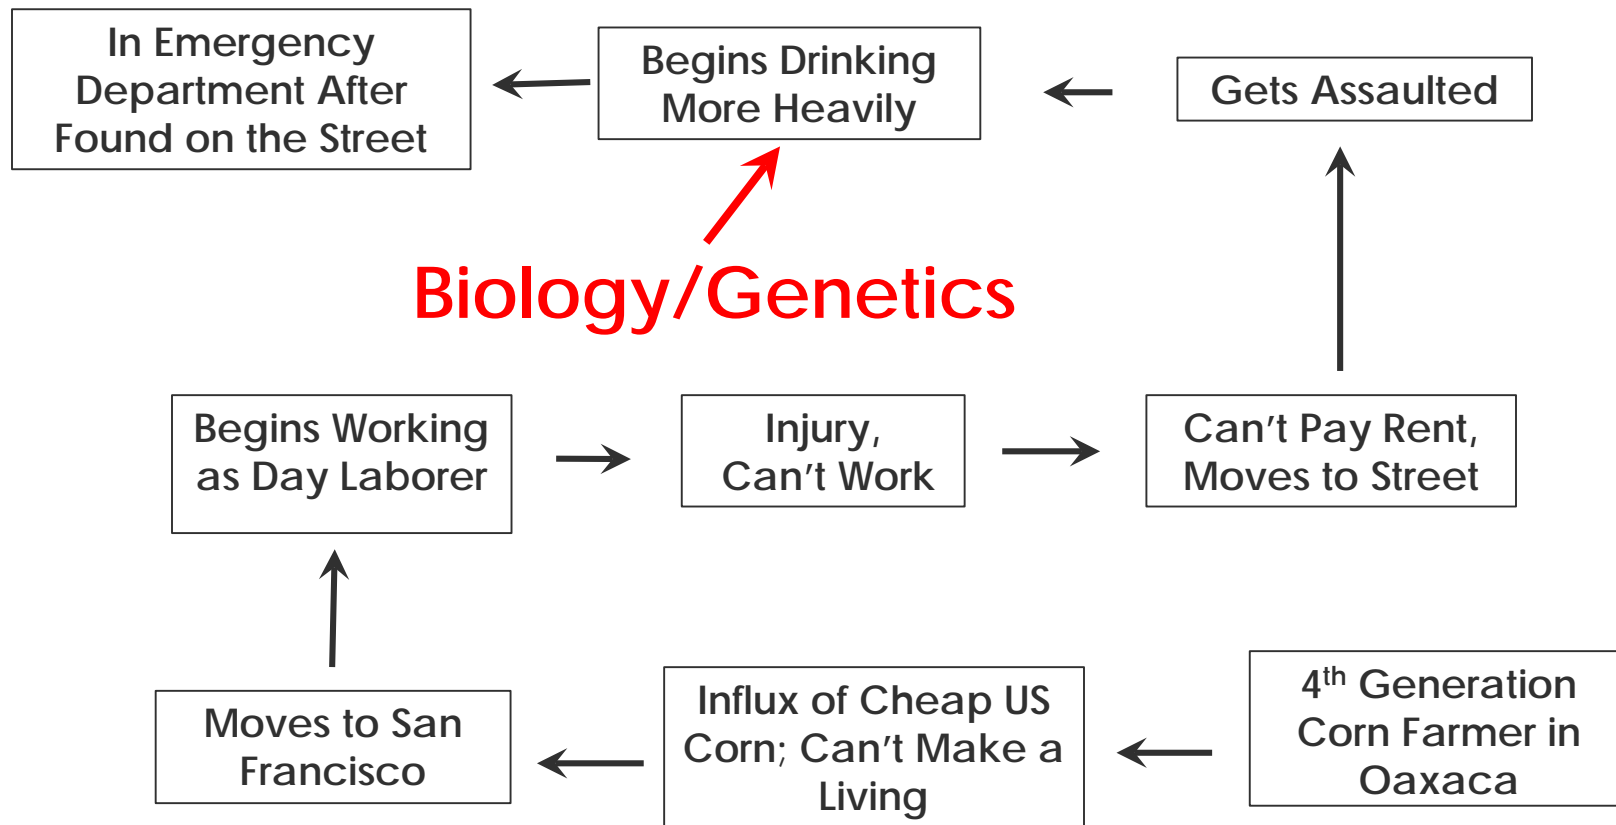 In Emergency
Department After
Found on the Street
Begins Drinking
More Heavily
Gets Assaulted
Biology/Genetics
Begins Working
as Day Laborer
Injury,
Can't Work
Can't Pay Rent,
Moves to Street
Moves to San
Francisco
Influx of Cheap US
Corn; Can't Make a
Living
4th Generation
Corn Farmer in
Oaxaca